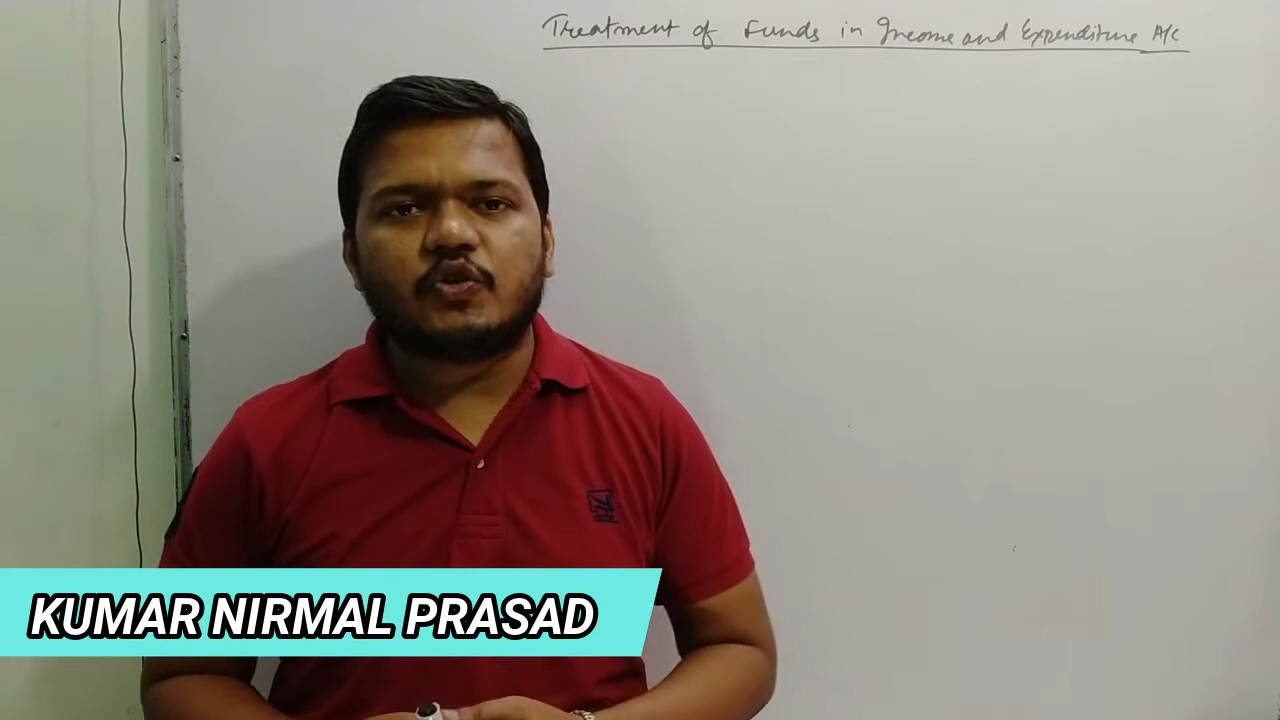 Treatment of Funds in Income and Expenditure A/c
KUMAR NIRMAL PRASAD